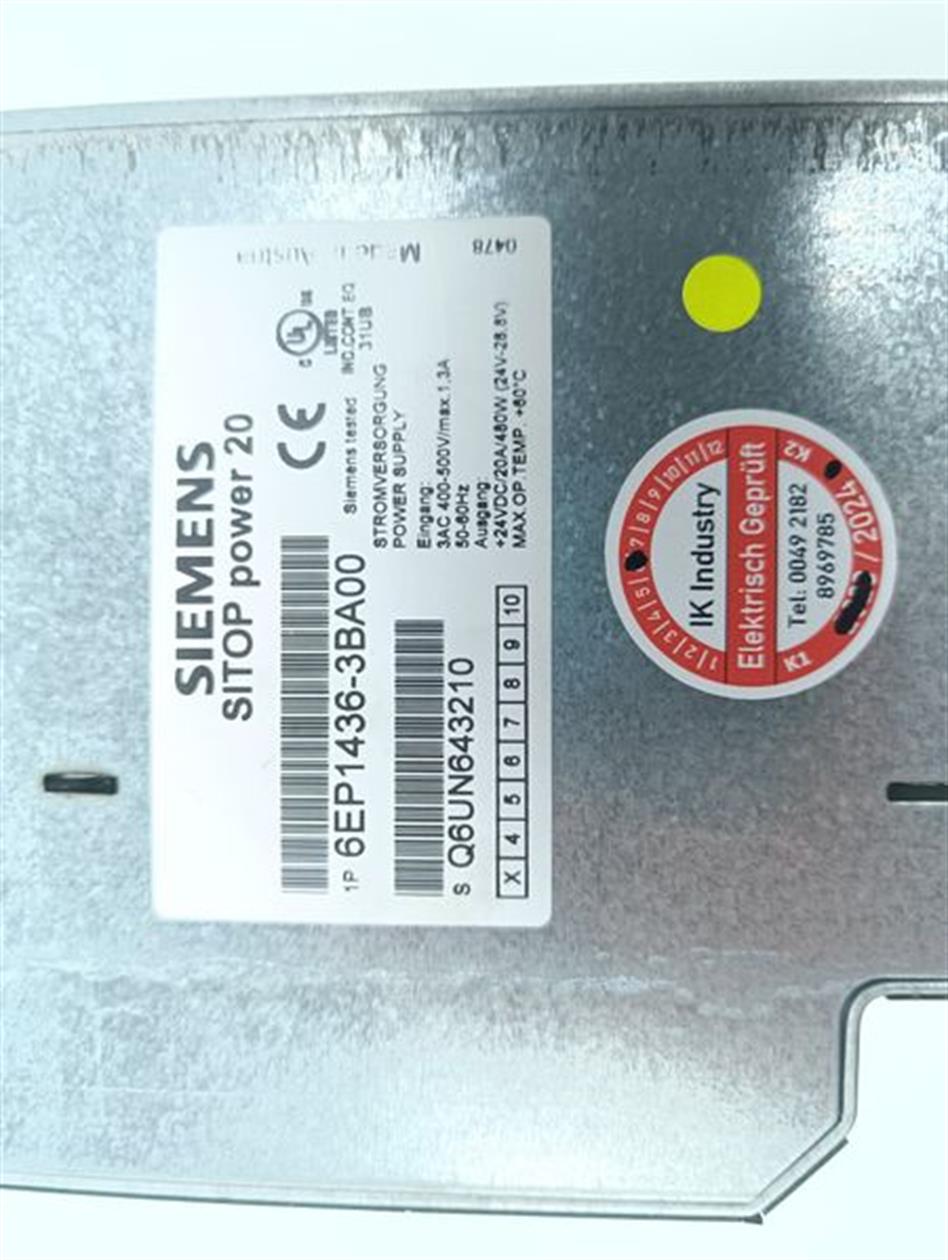 SIEMENS
SITOP power 20
1P 6EP1436-3BA00
S Q6UN643210
X 4 5 6 7 8 9 10
Siemens tested
CE
C UL US
LISTED
IND.CONT.EQ
31UB
STROMVERSORGUNG
POWER SUPPLY
Eingang:
3AC 400-500V/max.1,3A
50-60Hz
Ausgang:
+24VDC/20A/480W (24V-28.8V)
MAX.OP.TEMP. +60°C
Made in Austria
0478
1/2/3/4/5/ 7/8/9/10/11/12
IK Industry
Elektrisch Geprüft
K1 K2
Tel: 0049 2182
8969785
/ 2024